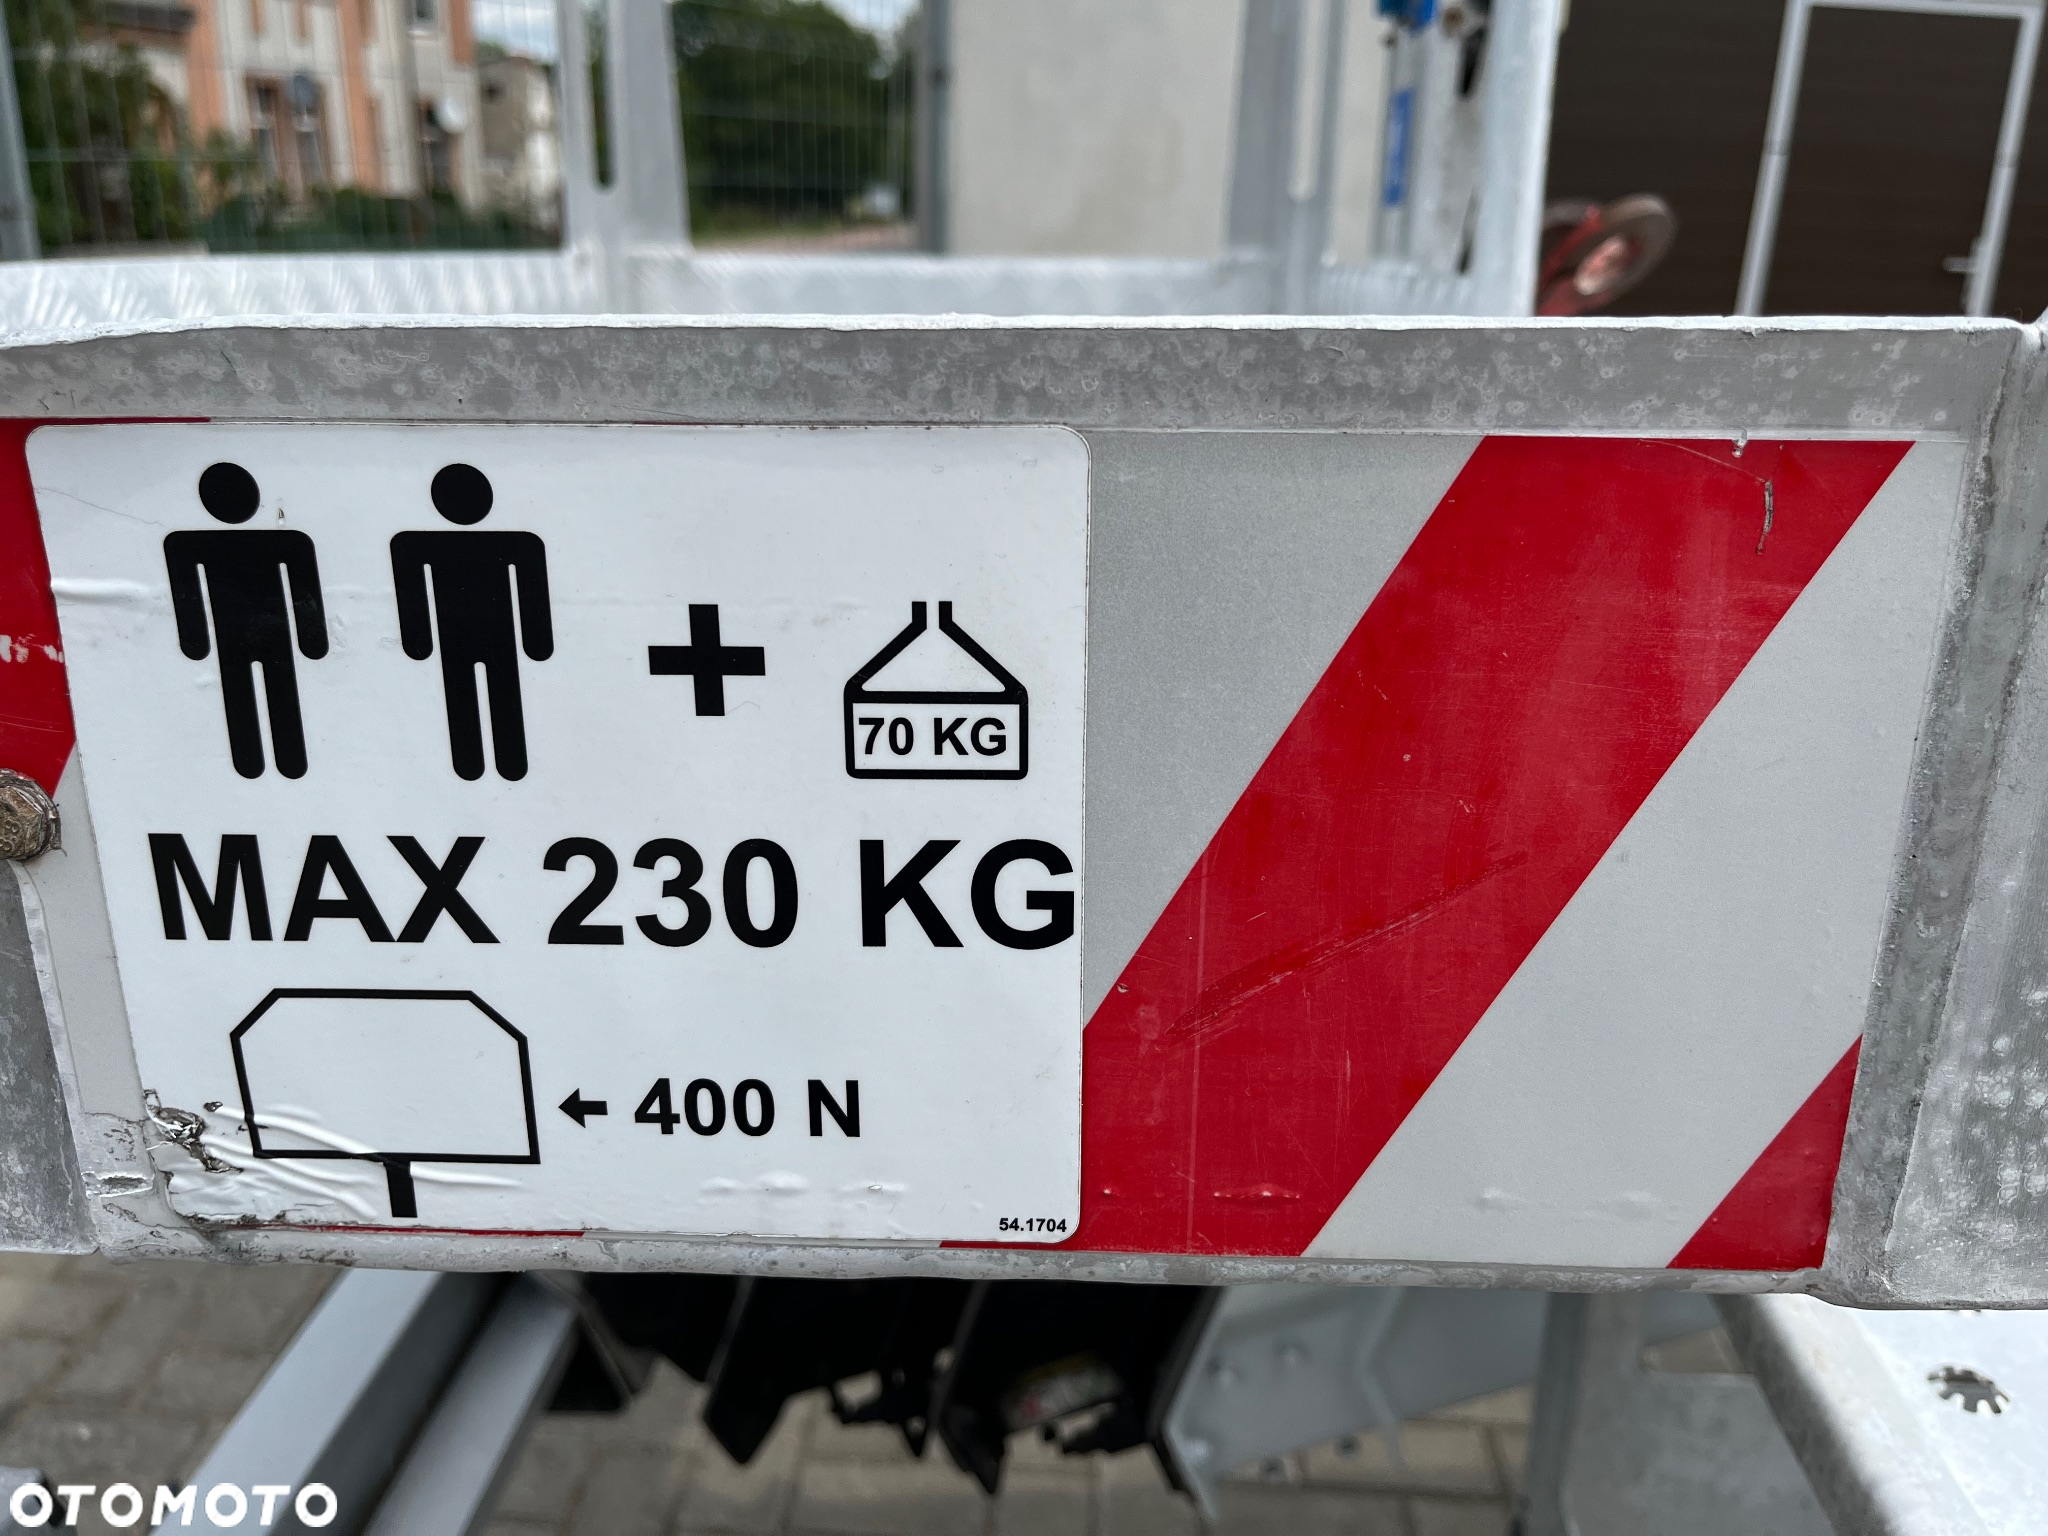 70 KG
MAX 230 KG
400 N
54.1704
OTOMOTO